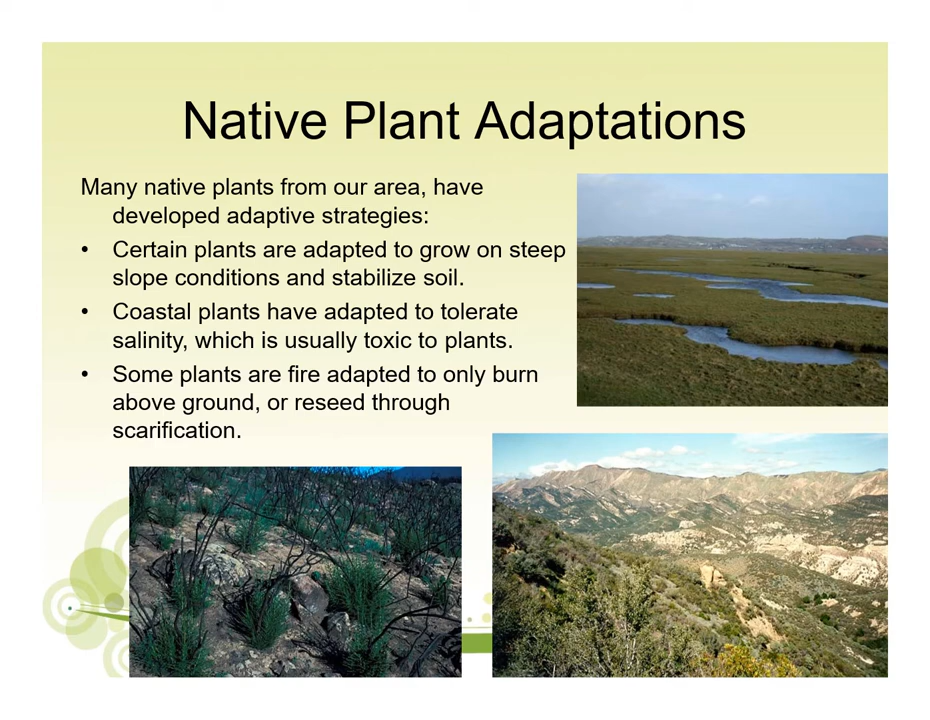 Native Plant Adaptations
Many native plants from our area, have
developed adaptive strategies:
• Certain plants are adapted to grow on steep
slope conditions and stabilize soil.
• Coastal plants have adapted to tolerate
salinity, which is usually toxic to plants.
• Some plants are fire adapted to only burn
above ground, or reseed through
scarification.